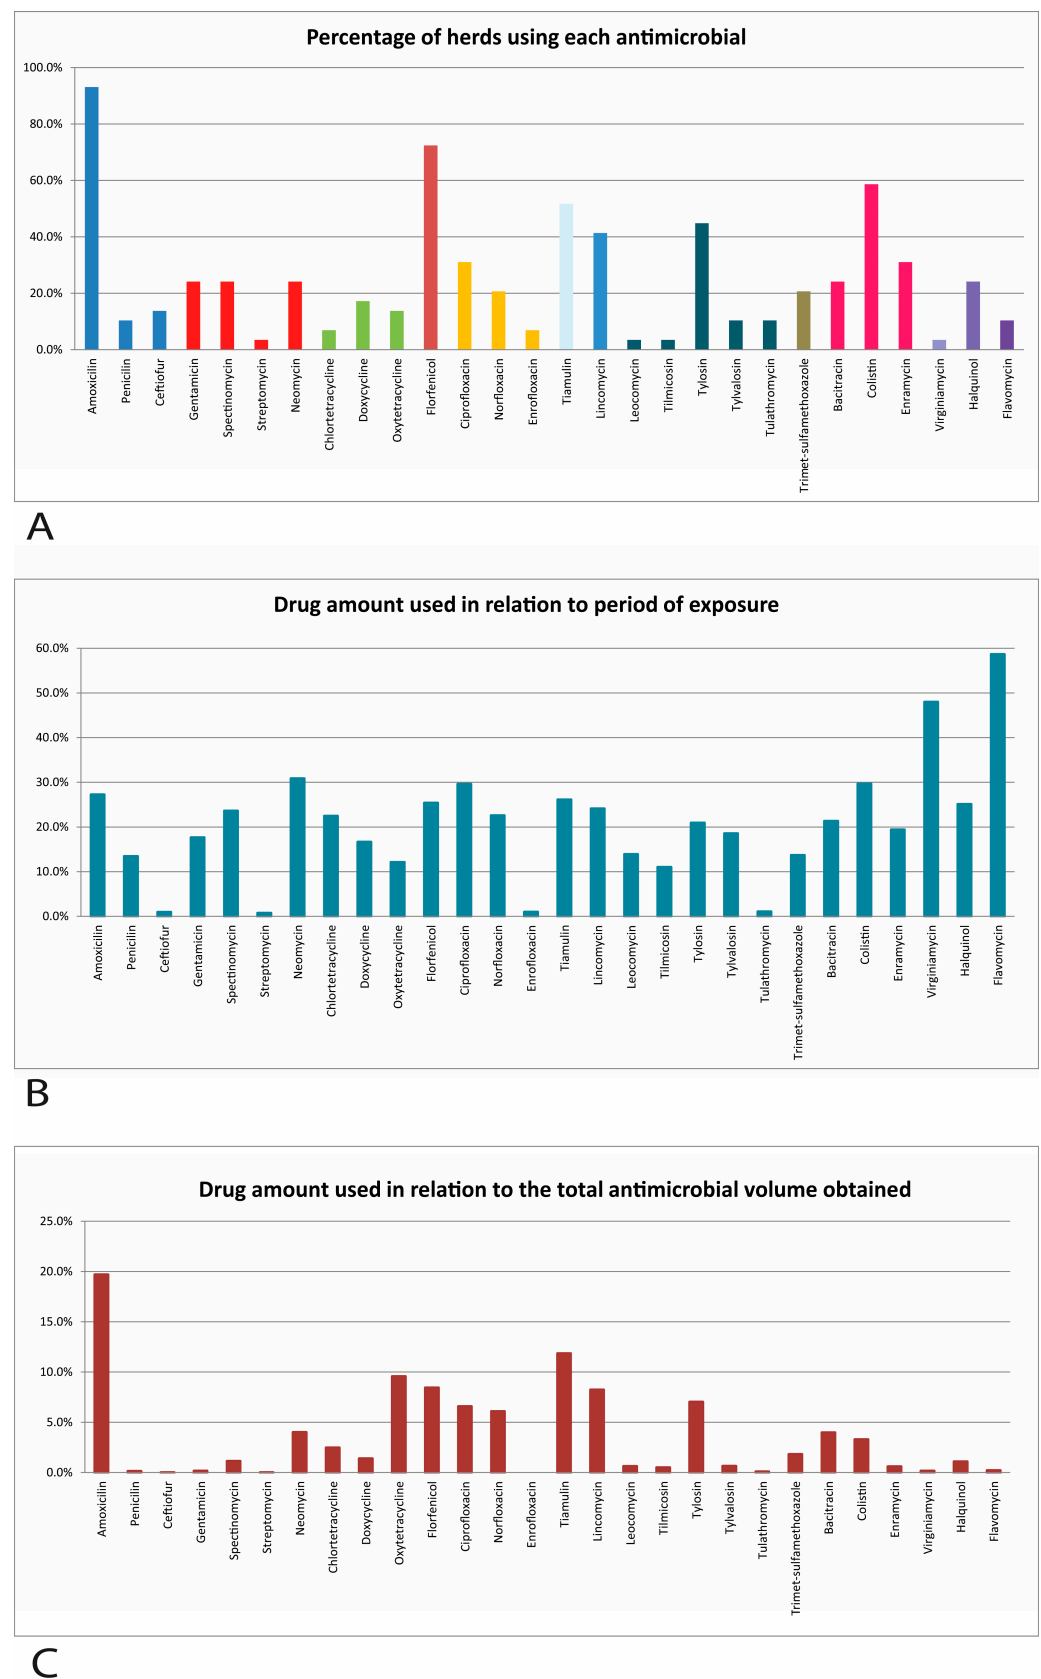 Percentage of herds using each antimicrobial
100.0%
80.0%
60.0%
40.0%
20.0%
0.0%
Amoxicilin
Penicilin
Ceftiofur
Gentamicin
Spectinomycin
Streptomycin
Neomycin
Chlortetracycline
Doxycycline
Oxytetracycline
Florfenicol
Ciprofloxacin
Norfloxacin
Enrofloxacin
Tiamulin
Lincomycin
Leocomycin
Tilmicosin
Tylosin
Tylvalosin
Tulathromycin
Trimet-sulfamethoxazole
Bacitracin
Colistin
Enramycin
Virginiamycin
Halquinol
Flavomycin
A
Drug amount used in relation to period of exposure
60.0%
50.0%
40.0%
30.0%
20.0%
10.0%
0.0%
Amoxicilin
Penicilin
Ceftiofur
Gentamicin
Spectinomycin
Streptomycin
Neomycin
Chlortetracycline
Doxycycline
Oxytetracycline
Florfenicol
Ciprofloxacin
Norfloxacin
Enrofloxacin
Tiamulin
Lincomycin
Leocomycin
Tilmicosin
Tylosin
Tylvalosin
Tulathromycin
Trimet-sulfamethoxazole
Bacitracin
Colistin
Enramycin
Virginiamycin
Halquinol
Flavomycin
B
Drug amount used in relation to the total antimicrobial volume obtained
25.0%
20.0%
15.0%
10.0%
5.0%
0.0%
Amoxicilin
Penicilin
Ceftiofur
Gentamicin
Spectinomycin
Streptomycin
Neomycin
Chlortetracycline
Doxycycline
Oxytetracycline
Florfenicol
Ciprofloxacin
Norfloxacin
Enrofloxacin
Tiamulin
Lincomycin
Leocomycin
Tilmicosin
Tylosin
Tylvalosin
Tulathromycin
Trimet-sulfamethoxazole
Bacitracin
Colistin
Enramycin
Virginiamycin
Halquinol
Flavomycin
C